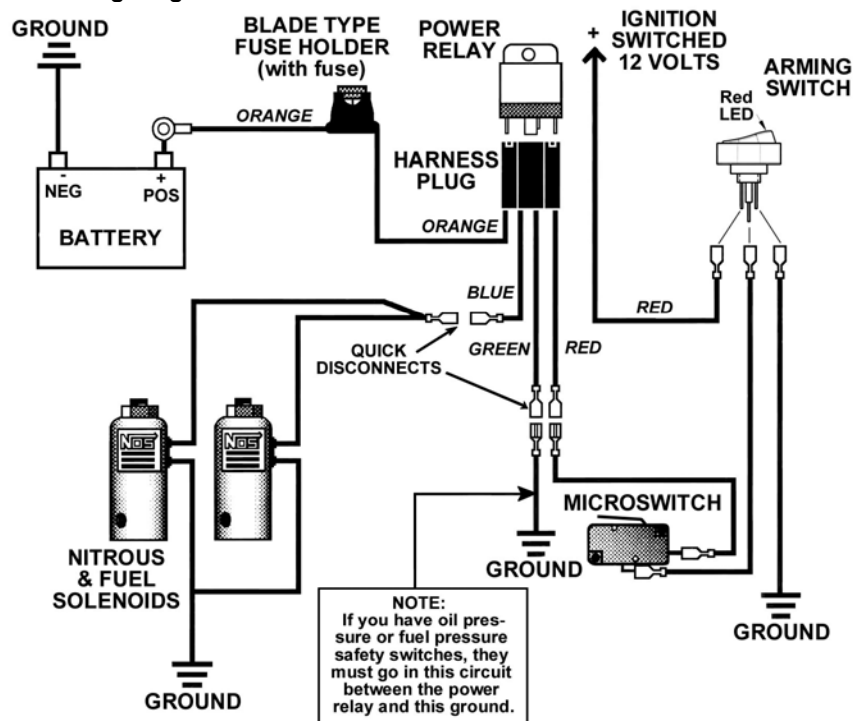 GROUND
BLADE TYPE
FUSE HOLDER
(with fuse)
POWER
RELAY
+
IGNITION
SWITCHED
12 VOLTS
ARMING
SWITCH
Red
LED
ORANGE
-
NEG
+
POS
BATTERY
HARNESS
PLUG
ORANGE
BLUE
RED
GREEN
RED
QUICK
DISCONNECTS
NOS
NOS
MICROSWITCH
NITROUS
& FUEL
SOLENOIDS
GROUND
GROUND
GROUND
NOTE:
If you have oil pres-
sure or fuel pressure
safety switches, they
must go in this circuit
between the power
relay and this ground.